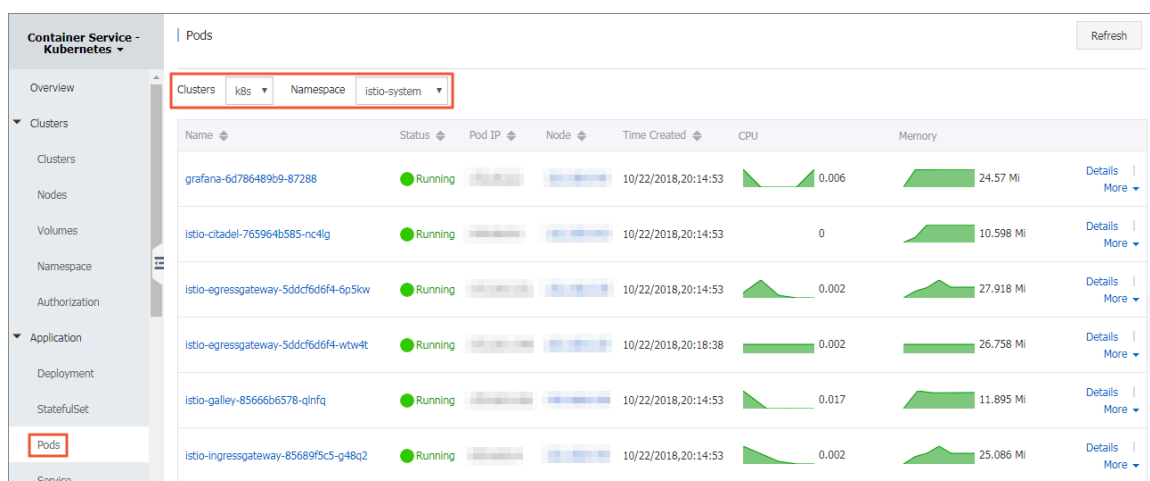 Container Service -
Kubernetes
Pods
Refresh
Overview
Clusters k8s Namespace istio-system
Clusters
Name Status Pod IP Node Time Created CPU Memory
Clusters
grafana-6d786489b9-87288 Running 10/22/2018,20:14:53 0.006 24.57 Mi Details
More
Nodes
Volumes
istio-citadel-765964b585-nc4lg Running 10/22/2018,20:14:53 0 10.598 Mi Details
More
Namespace
istio-egressgateway-5ddcf6d6f4-6p5kw Running 10/22/2018,20:14:53 0.002 27.918 Mi Details
More
Authorization
Application
istio-egressgateway-5ddcf6d6f4-wtw4t Running 10/22/2018,20:18:38 0.002 26.758 Mi Details
More
Deployment
StatefulSet
istio-galley-85666b6578-qlnfq Running 10/22/2018,20:14:53 0.017 11.895 Mi Details
More
Pods
istio-ingressgateway-85689f5c5-g48q2 Running 10/22/2018,20:14:53 0.002 25.086 Mi Details
More
Service